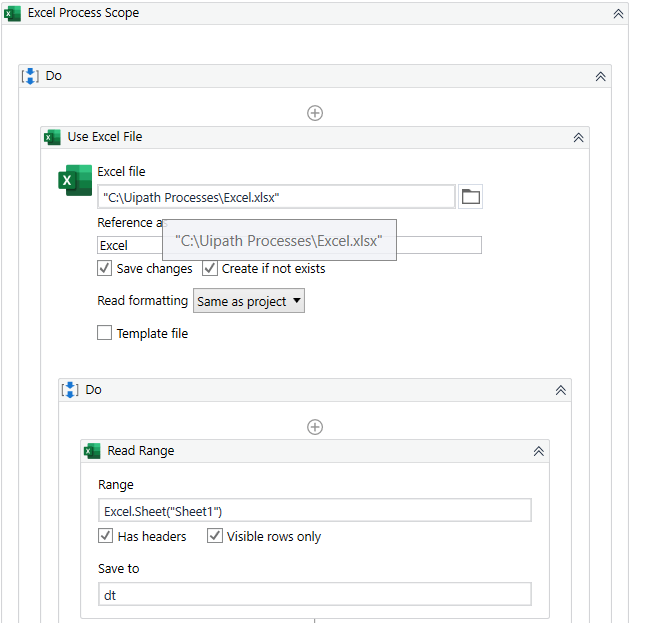 Excel Process Scope
Do
Use Excel File
Excel file
"C:\Uipath Processes\Excel.xlsx"
Reference a
"C:\Uipath Processes\Excel.xlsx"
Excel
Save changes
Create if not exists
Read formatting
Same as project
Template file
Do
Read Range
Range
Excel.Sheet("Sheet1")
Has headers
Visible rows only
Save to
dt